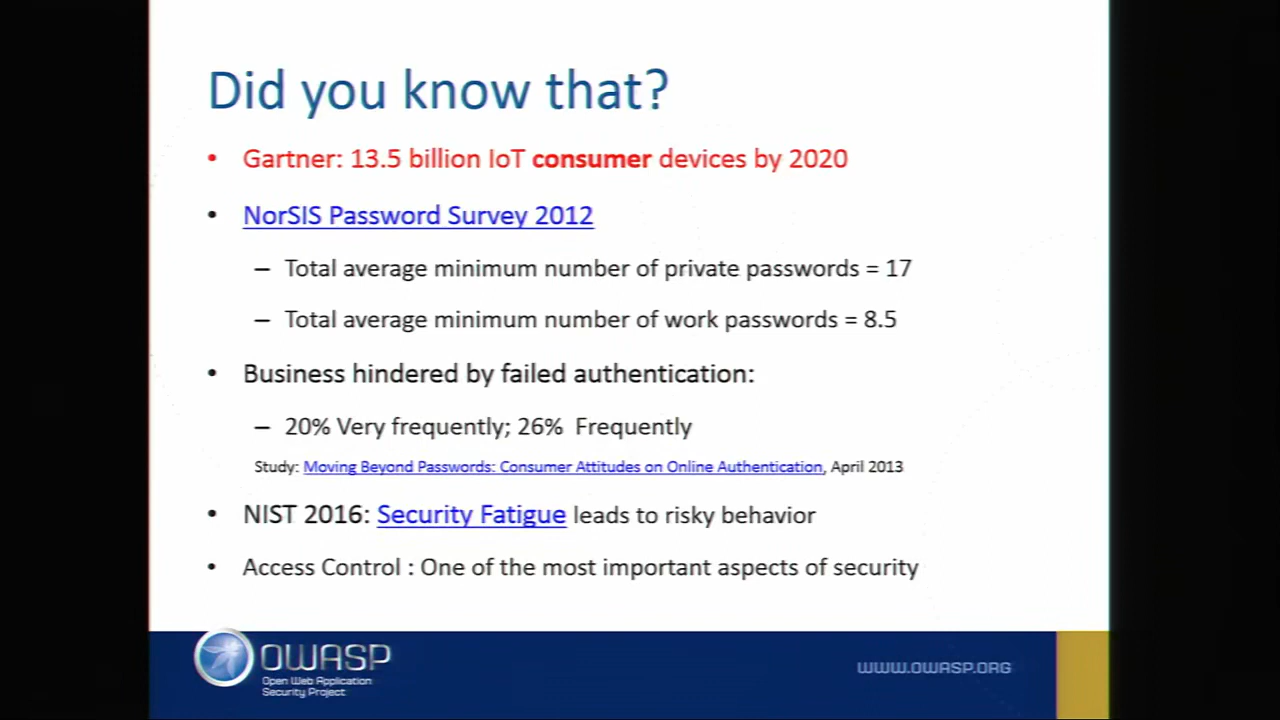 Did you know that?
• Gartner: 13.5 billion IoT consumer devices by 2020
• NorSIS Password Survey 2012
– Total average minimum number of private passwords = 17
– Total average minimum number of work passwords = 8.5
• Business hindered by failed authentication:
– 20% Very frequently; 26% Frequently
Study: Moving Beyond Passwords: Consumer Attitudes on Online Authentication, April 2013
• NIST 2016: Security Fatigue leads to risky behavior
• Access Control : One of the most important aspects of security
OWASP
Open Web Application
Security Project
WWW.OWASP.ORG